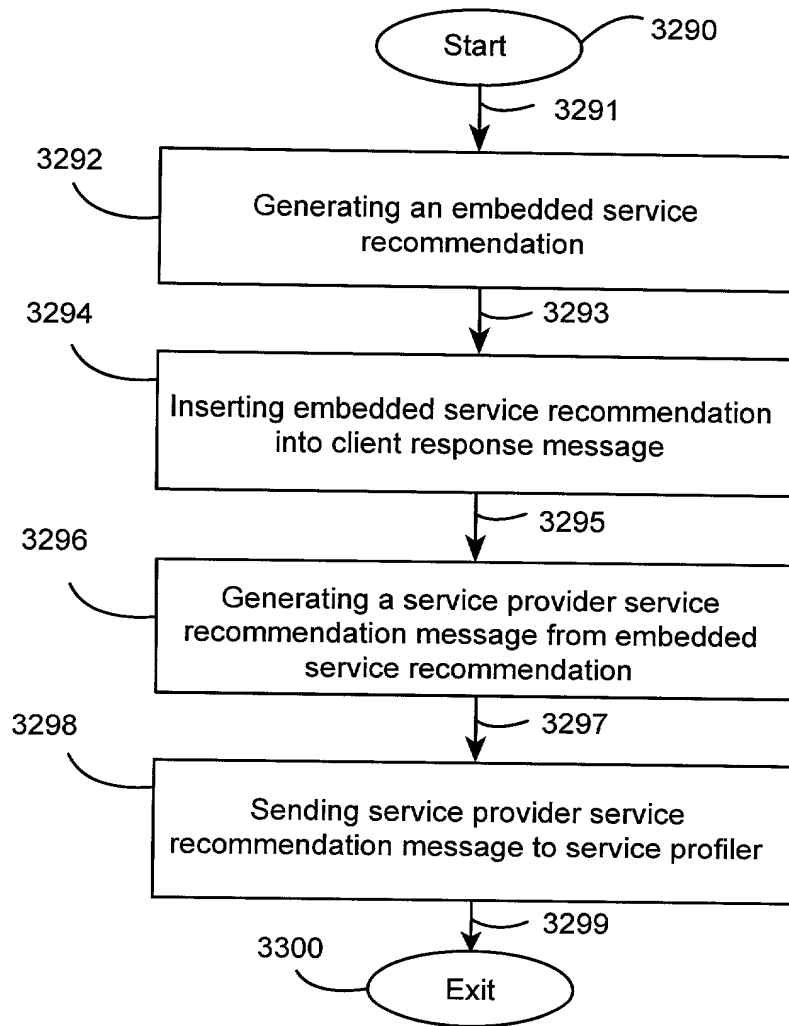 Start
3290
3291
3292
Generating an embedded service
recommendation
3293
3294
Inserting embedded service recommendation
into client response message
3295
3296
Generating a service provider service
recommendation message from embedded
service recommendation
3297
3298
Sending service provider service
recommendation message to service profiler
3299
3300
Exit